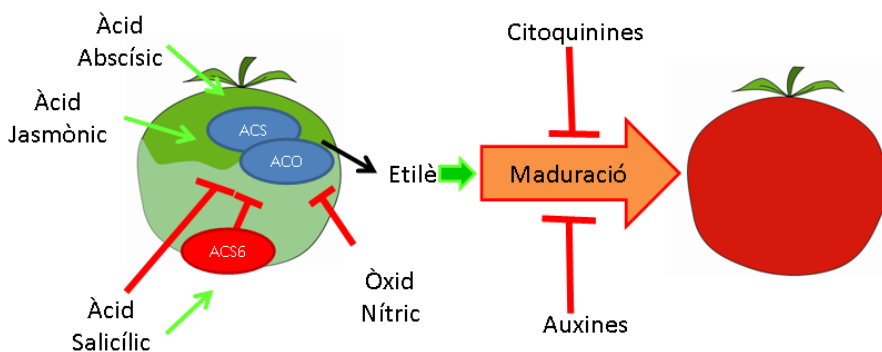 Àcid
Abscísic
Àcid
Jasmònic
ACS
ACO
ACS6
Àcid
Salicílic
Òxid
Nítric
Etilè
Citoquinines
Maduració
Auxines